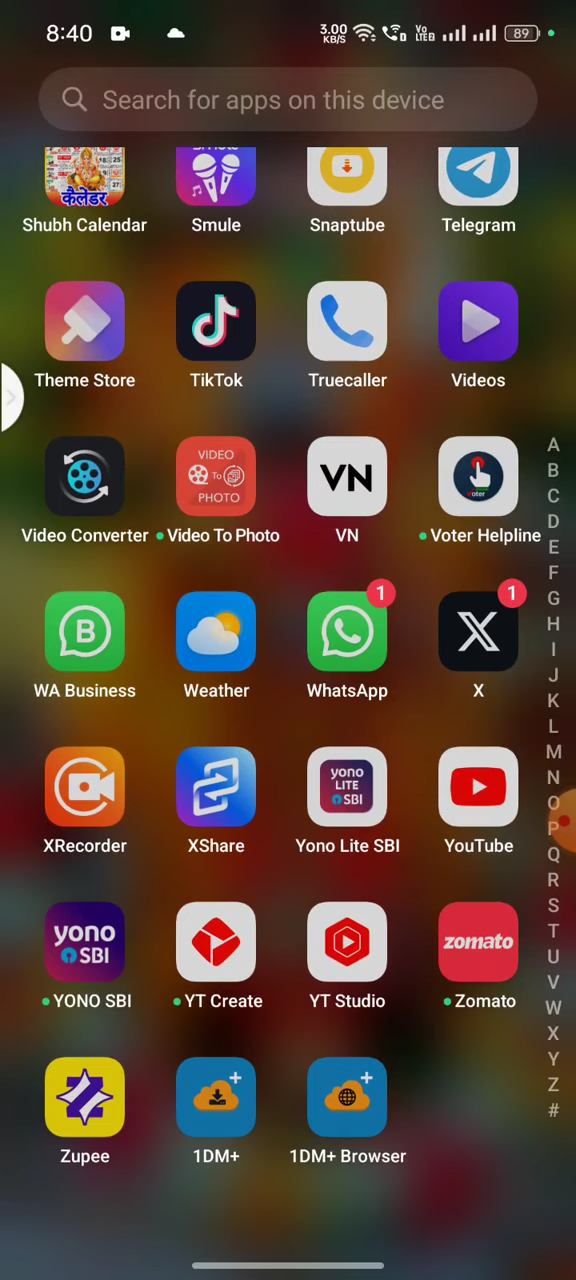 8:40
3.00 KB/S
Vo LTE2
89
Search for apps on this device
कैलेंडर
Shubh Calendar
Smule
Snaptube
Telegram
Theme Store
TikTok
Truecaller
Videos
VIDEO
To
PHOTO
VN
Voter
Video Converter
Video To Photo
VN
Voter Helpline
B
1
1
WA Business
Weather
WhatsApp
X
yono
LITE
SBI
XRecorder
XShare
Yono Lite SBI
YouTube
yono
SBI
zomato
YONO SBI
YT Create
YT Studio
Zomato
Zupee
1DM+
1DM+ Browser
A
B
C
D
E
F
G
H
I
J
K
L
M
N
O
P
Q
R
S
T
U
V
W
X
Y
Z
#